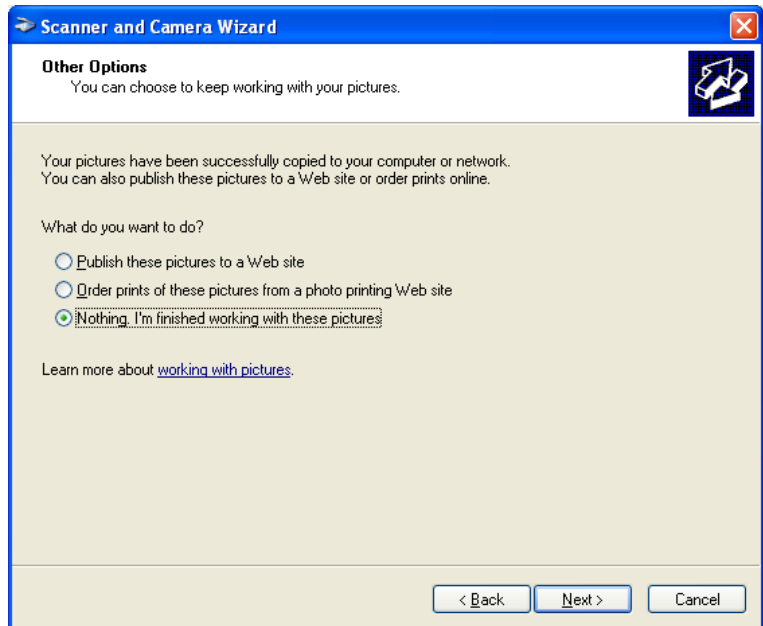 Scanner and Camera Wizard
Other Options
You can choose to keep working with your pictures.
Your pictures have been successfully copied to your computer or network.
You can also publish these pictures to a Web site or order prints online.
What do you want to do?
Publish these pictures to a Web site
Order prints of these pictures from a photo printing Web site
Nothing. I'm finished working with these pictures
Learn more about working with pictures.
< Back Next > Cancel